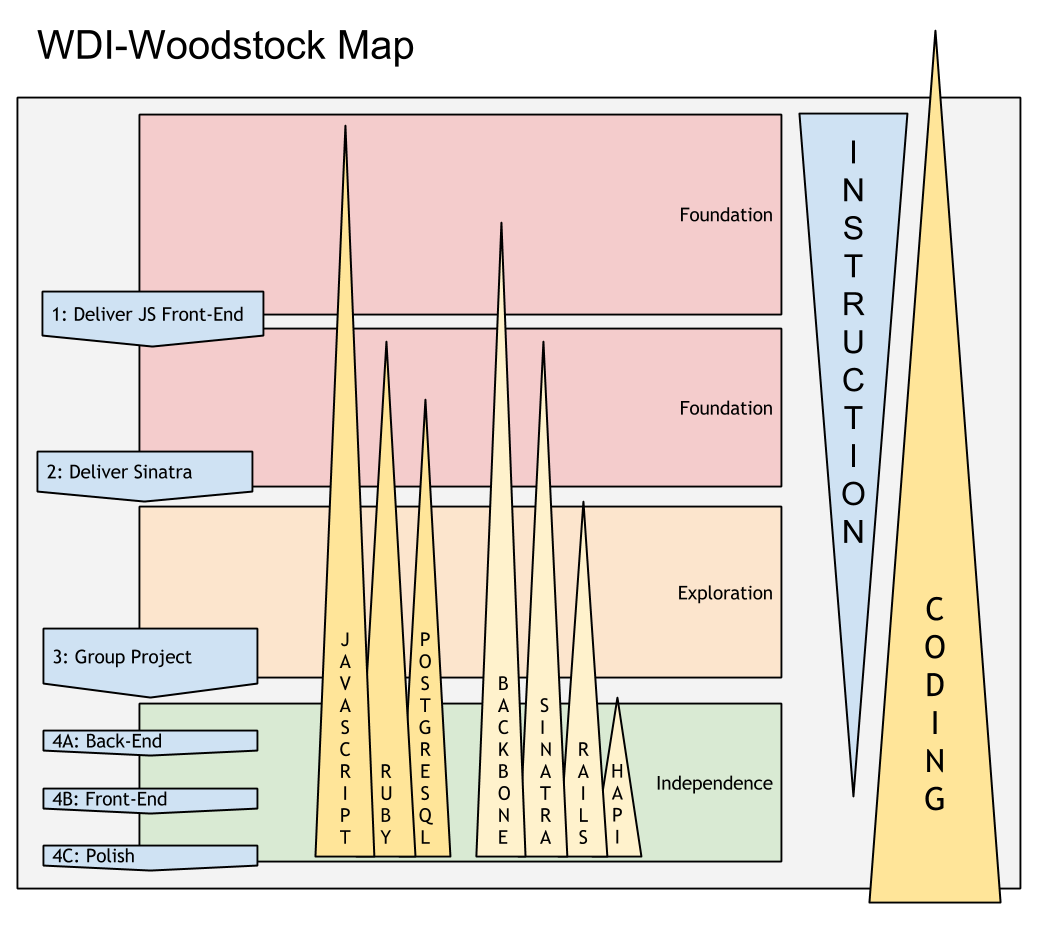 WDI-Woodstock Map
Foundation
1: Deliver JS Front-End
Foundation
2: Deliver Sinatra
Exploration
3: Group Project
4A: Back-End
4B: Front-End
4C: Polish
Independence
JAVASCRIPT
RUBY
POSTGRESQL
BACKBONE
SINATRA
RAILS
HAPI
INSTRUCTION
CODING